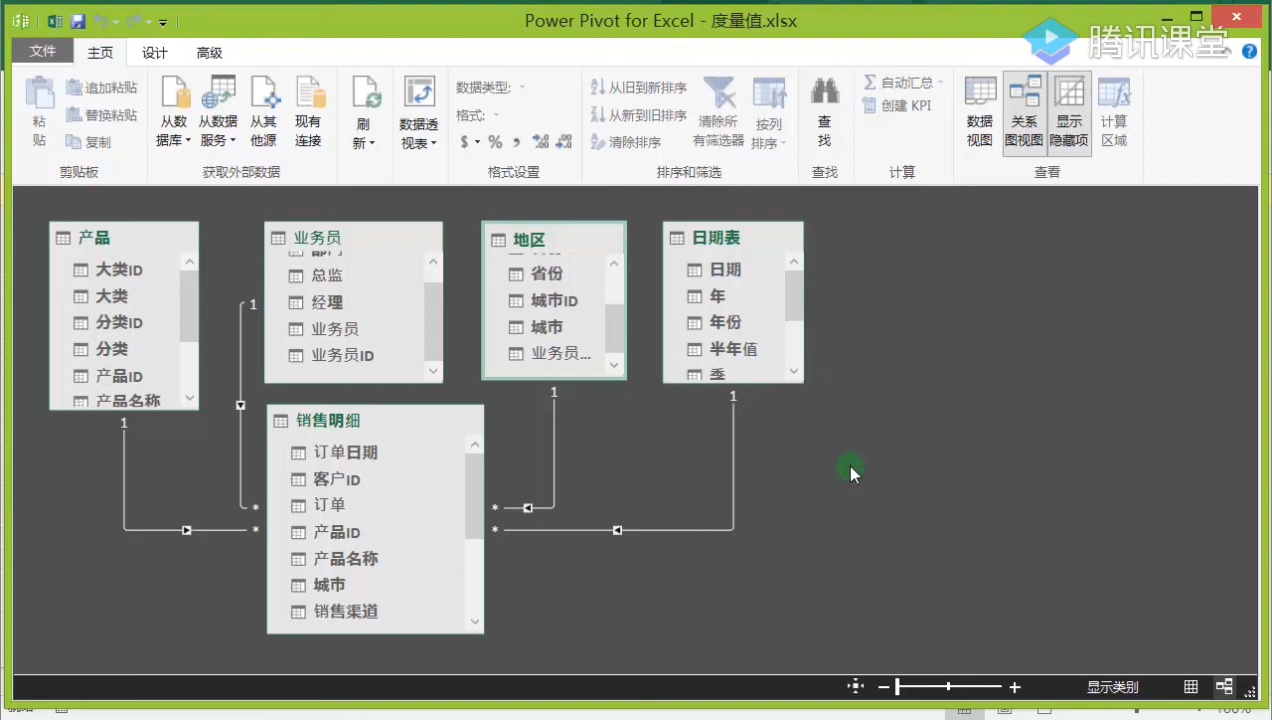 Power Pivot for Excel - 度量值.xlsx
腾讯课堂
文件 主页 设计 高级
粘贴
追加粘贴
替换粘贴
复制
剪贴板
从数据库
从数据服务
从其他源
现有连接
获取外部数据
刷新
数据透视表
数据类型:
格式:
$ % ,
格式设置
从旧到新排序
从新到旧排序
清除排序
清除所有筛选器
按列排序
排序和筛选
查找
查找
自动汇总
创建 KPI
计算
数据视图
关系图视图
显示隐藏项
计算区域
查看
产品
大类ID
大类
分类ID
分类
产品ID
产品名称
1
业务员
部门
总监
经理
业务员
业务员ID
1
地区
省份
城市ID
城市
业务员...
1
日期表
日期
年
年份
半年值
季
1
销售明细
订单日期
客户ID
订单
产品ID
产品名称
城市
销售渠道
*
*
*
*
显示类别
100%